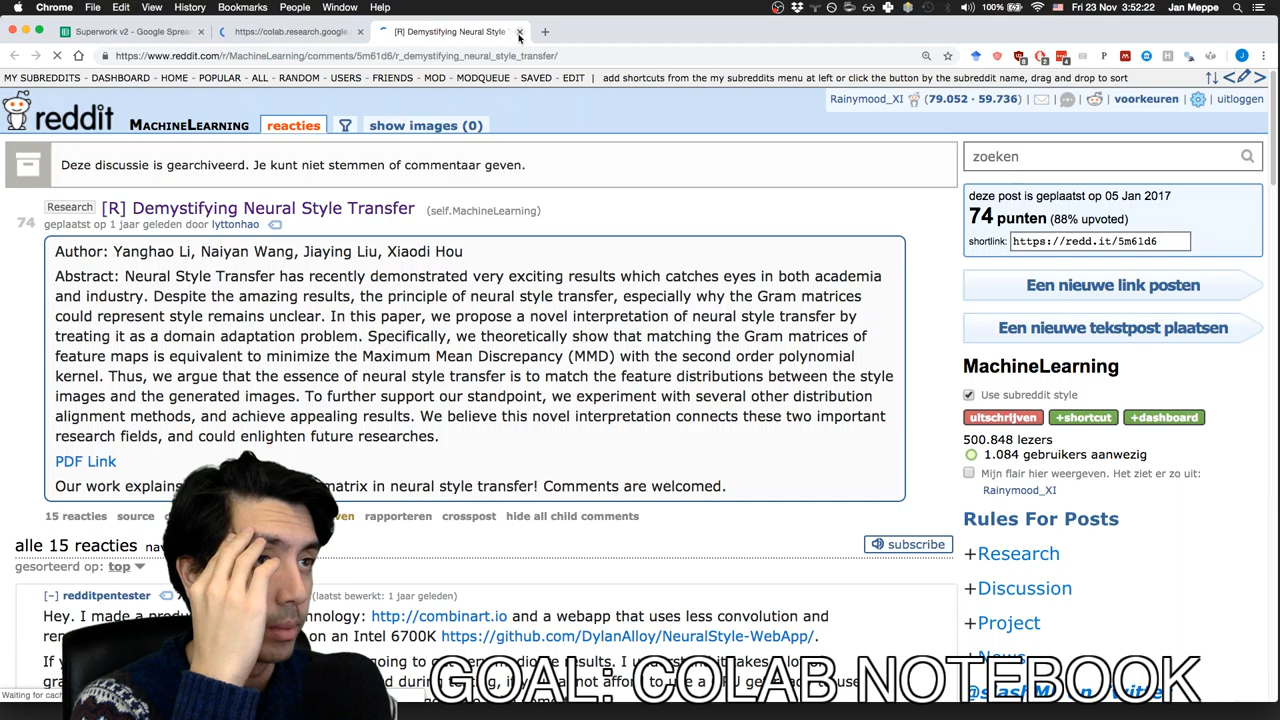 Chrome File Edit View History Bookmarks People Window Help
100% Fri 23 Nov 3:52:22 Jan Meppe
Superwork v2 - Google Spread
https://colab.research.google.
[R] Demystifying Neural Style
https://www.reddit.com/r/MachineLearning/comments/5m61d6/r_demystifying_neural_style_transfer/
MY SUBREDDITS - DASHBOARD - HOME - POPULAR - ALL - RANDOM - USERS - FRIENDS - MOD - MODQUEUE - SAVED - EDIT | add shortcuts from the my subreddits menu at left or click the button by the subreddit name, drag and drop to sort
Rainymood_XI (79.052 · 59.736) | voorkeuren | uitloggen
reddit MACHINELEARNING reacties show images (0)
Deze discussie is gearchiveerd. Je kunt niet stemmen of commentaar geven.
74
Research [R] Demystifying Neural Style Transfer (self.MachineLearning)
geplaatst op 1 jaar geleden door lyttonhao
Author: Yanghao Li, Naiyan Wang, Jiaying Liu, Xiaodi Hou
Abstract: Neural Style Transfer has recently demonstrated very exciting results which catches eyes in both academia
and industry. Despite the amazing results, the principle of neural style transfer, especially why the Gram matrices
could represent style remains unclear. In this paper, we propose a novel interpretation of neural style transfer by
treating it as a domain adaptation problem. Specifically, we theoretically show that matching the Gram matrices of
feature maps is equivalent to minimize the Maximum Mean Discrepancy (MMD) with the second order polynomial
kernel. Thus, we argue that the essence of neural style transfer is to match the feature distributions between the style
images and the generated images. To further support our standpoint, we experiment with several other distribution
alignment methods, and achieve appealing results. We believe this novel interpretation connects these two important
research fields, and could enlighten future researches.
PDF Link
Our work explains matrix in neural style transfer! Comments are welcomed.
15 reacties source ven rapporteren crosspost hide all child comments
alle 15 reacties
subscribe
gesorteerd op: top
[–] redditpentester (laatst bewerkt: 1 jaar geleden)
Hey. I made a nology: http://combinart.io and a webapp that uses less convolution and
on an Intel 6700K https://github.com/DylanAlloy/NeuralStyle-WebApp/.
zoeken
deze post is geplaatst op 05 Jan 2017
74 punten (88% upvoted)
shortlink: https://redd.it/5m61d6
Een nieuwe link posten
Een nieuwe tekstpost plaatsen
MachineLearning
Use subreddit style
uitschrijven +shortcut +dashboard
500.848 lezers
1.084 gebruikers aanwezig
Mijn flair hier weergeven. Het ziet er zo uit:
Rainymood_XI
Rules For Posts
+Research
+Discussion
+Project
+News
Waiting for cach
GOAL: COLAB NOTEBOOK